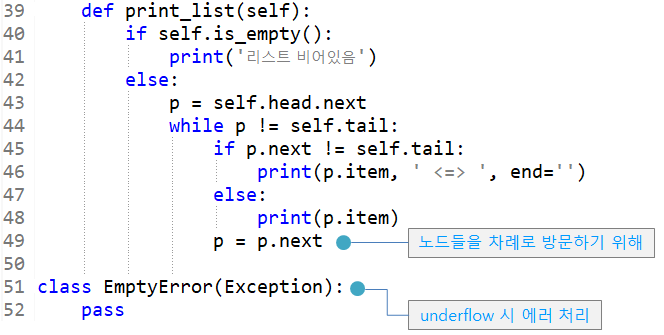 39     def print_list(self):
40         if self.is_empty():
41             print('리스트 비어있음')
42         else:
43             p = self.head.next
44             while p != self.tail:
45                 if p.next != self.tail:
46                     print(p.item, ' <=> ', end='')
47                 else:
48                     print(p.item)
49                 p = p.next 노드들을 차례로 방문하기 위해
50
51 class EmptyError(Exception): underflow 시 에러 처리
52     pass